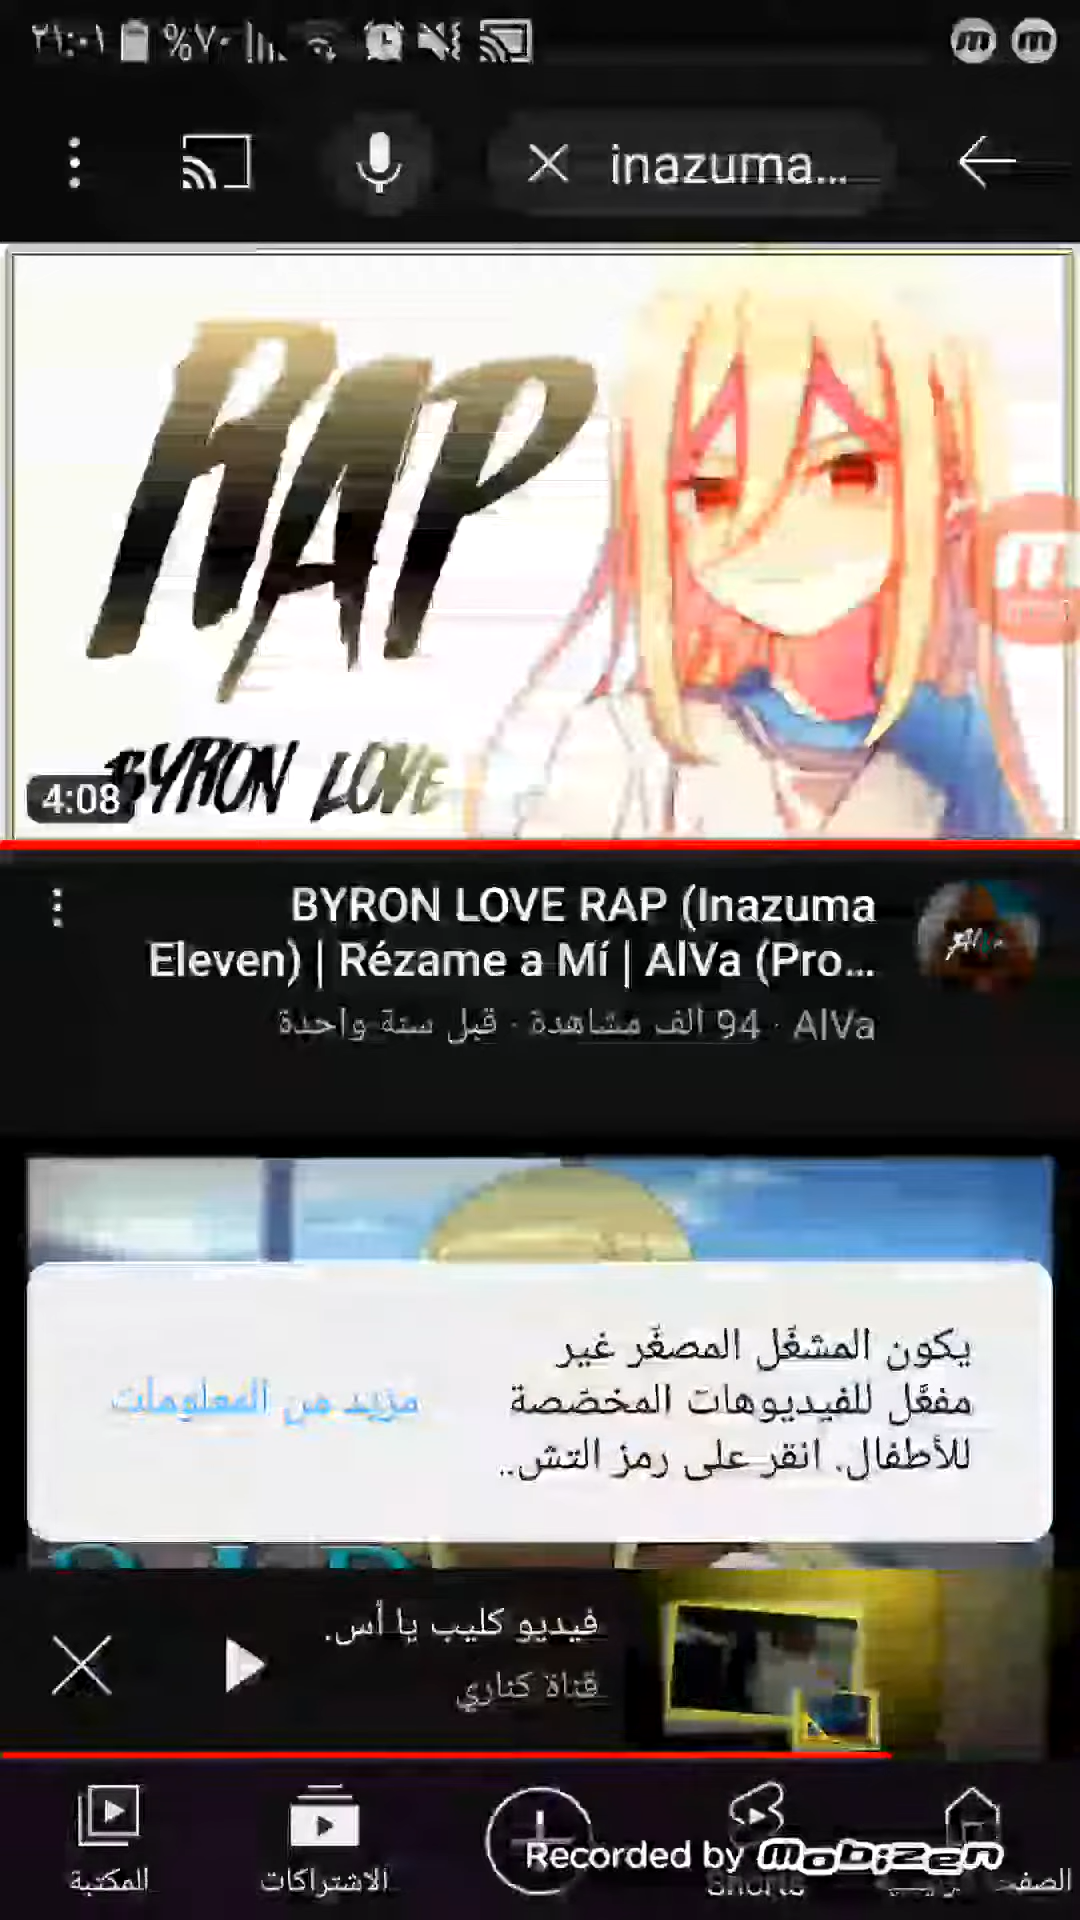 ٢١:٠١ %٧٠
inazuma...
RAP
BYRON LOVE
4:08
BYRON LOVE RAP (Inazuma
Eleven) | Rézame a Mí | AlVa (Pro...
AlVa · 94 ألف مشاهدة · قبل سنة واحدة
يكون المشغّل المصغّر غير
مفعّل للفيديوهات المخصّصة
للأطفال. انقر على رمز التش..
مزيد من المعلومات
فيديو كليب يا أس.
قناة كناري
Shorts
الاشتراكات
المكتبة
Recorded by Mobizen